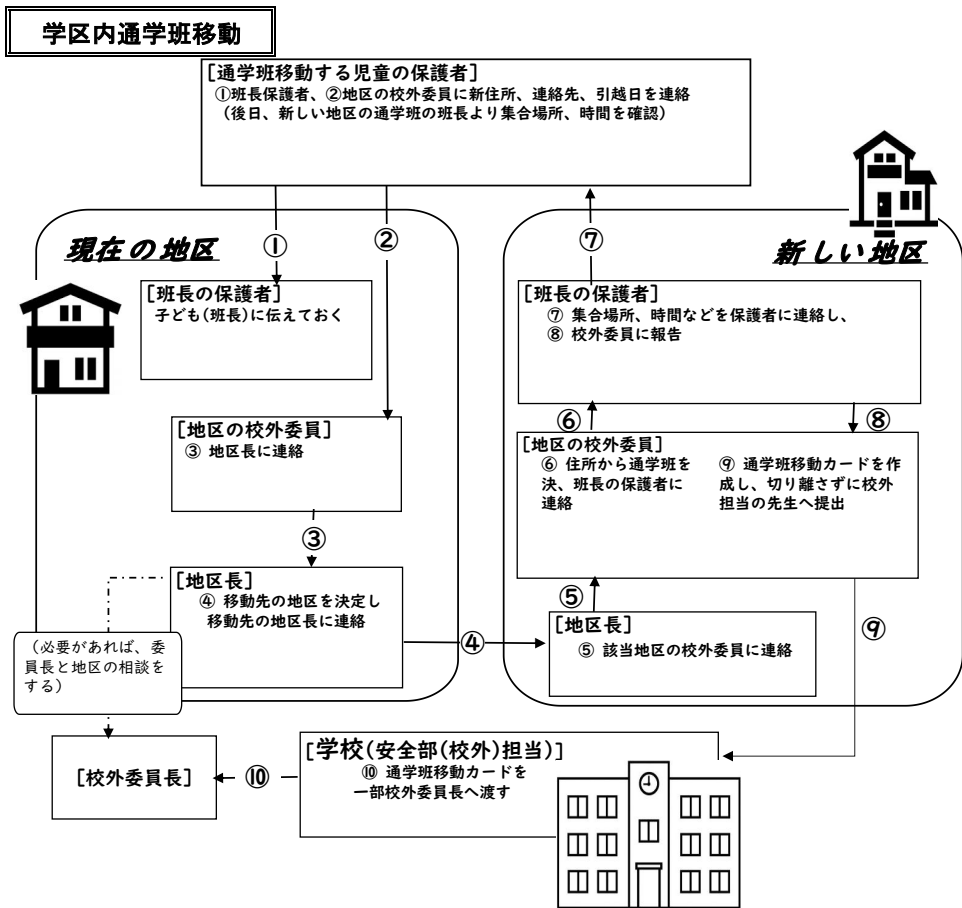 学区内通学班移動
[通学班移動する児童の保護者]
①班長保護者、②地区の校外委員に新住所、連絡先、引越日を連絡
（後日、新しい地区の通学班の班長より集合場所、時間を確認）
①
②
⑦
現在の地区
新しい地区
[班長の保護者]
子ども(班長)に伝えておく
[班長の保護者]
⑦ 集合場所、時間などを保護者に連絡し、
⑧ 校外委員に報告
⑥
⑧
[地区の校外委員]
③ 地区長に連絡
[地区の校外委員]
⑥ 住所から通学班を
決、班長の保護者に
連絡
⑨ 通学班移動カードを作
成し、切り離さずに校外
担当の先生へ提出
③
[地区長]
④ 移動先の地区を決定し
移動先の地区長に連絡
⑤
[地区長]
⑤ 該当地区の校外委員に連絡
④
⑨
（必要があれば、委
員長と地区の相談を
する）
[校外委員長]
⑩
[学校(安全部(校外)担当)]
⑩ 通学班移動カードを
一部校外委員長へ渡す